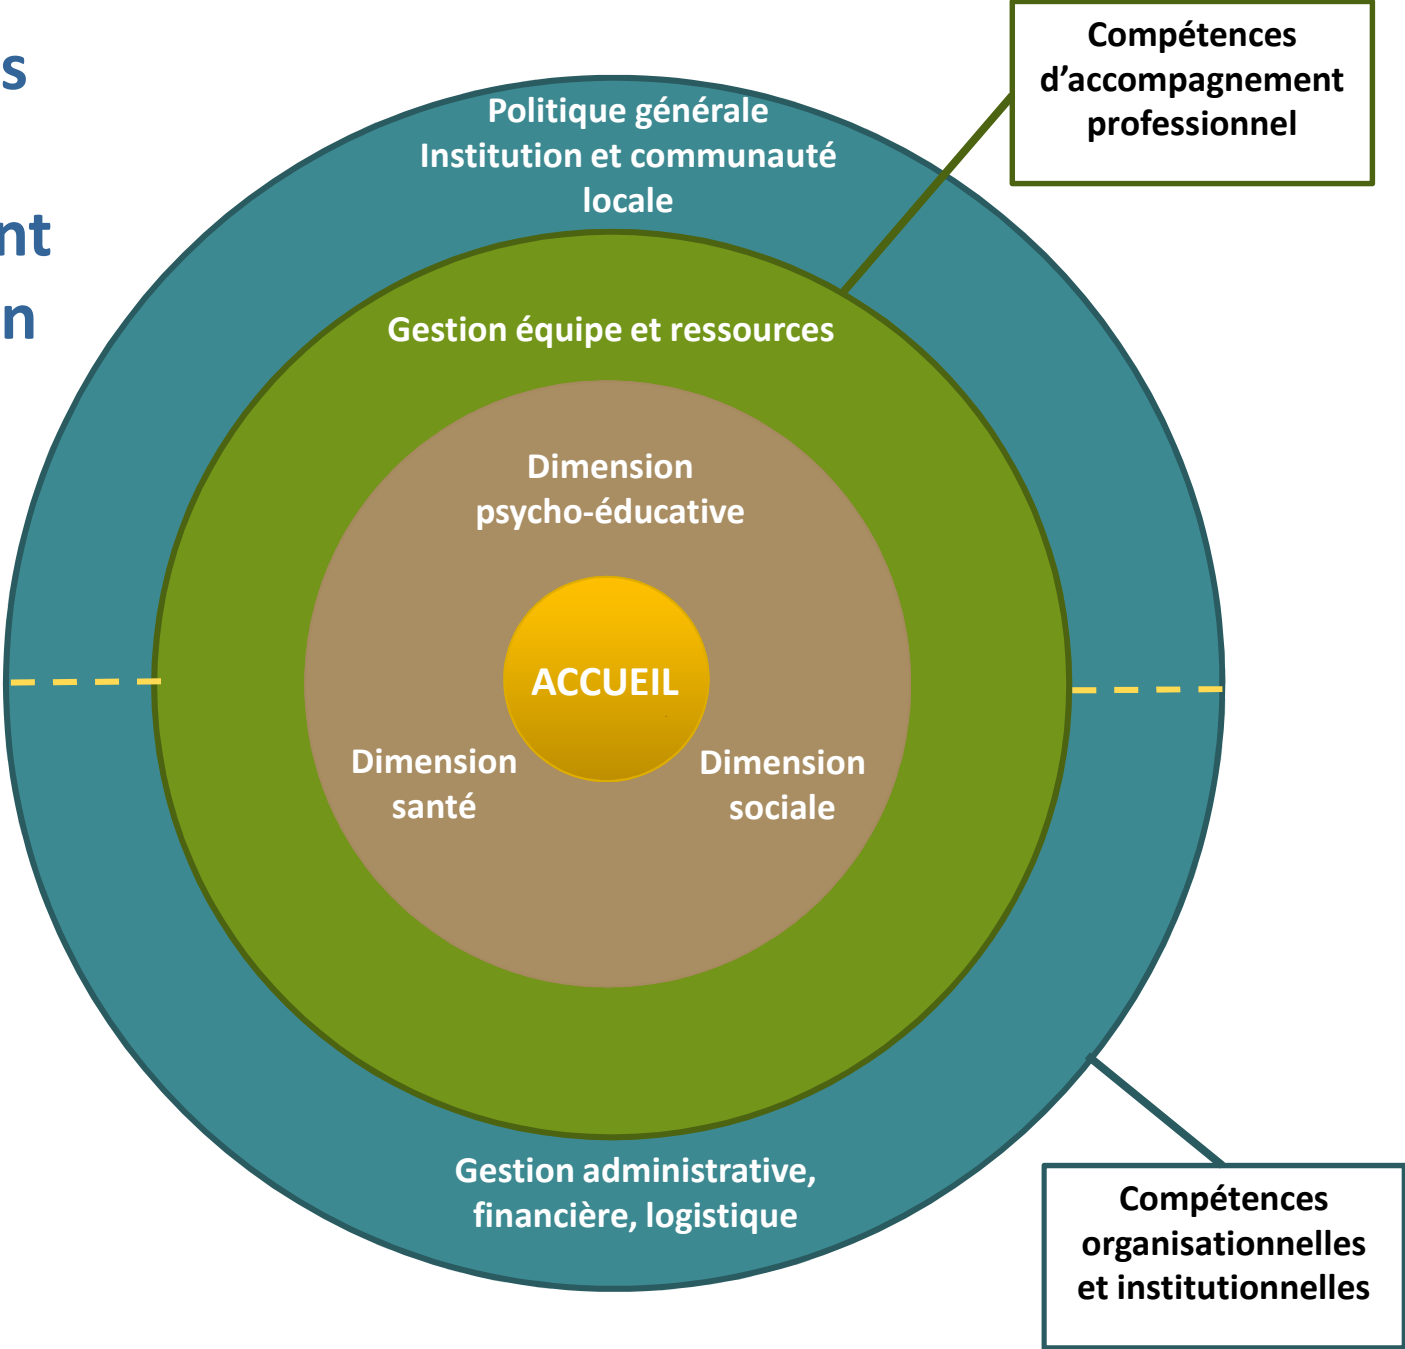 s
nt
n
Compétences
d’accompagnement
professionnel
Politique générale
Institution et communauté
locale
Gestion équipe et ressources
Dimension
psycho-éducative
ACCUEIL
Dimension
santé
Dimension
sociale
Gestion administrative,
financière, logistique
Compétences
organisationnelles
et institutionnelles